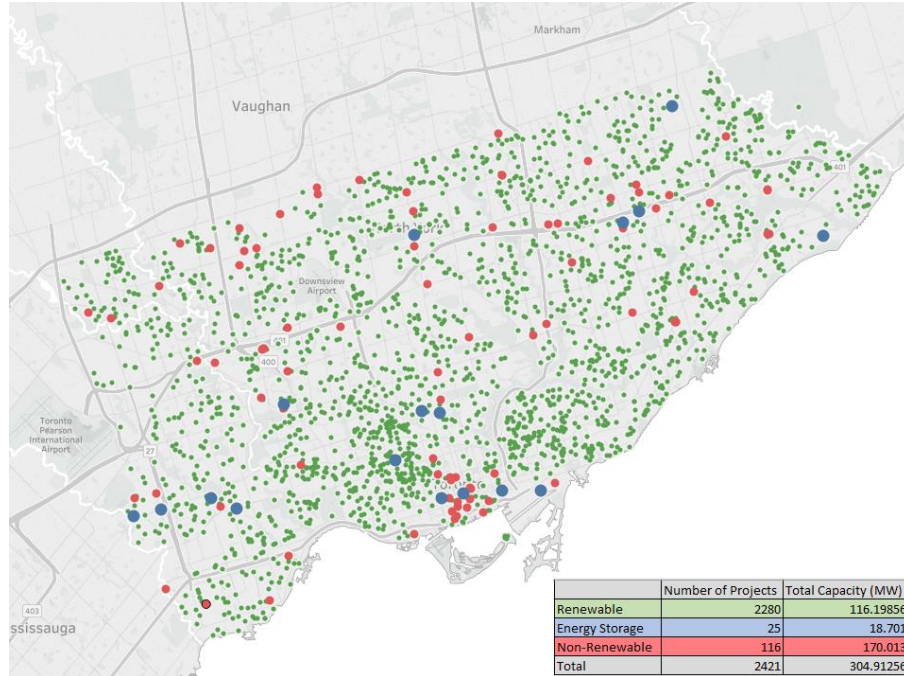 Markham
Vaughan
401
Downsview
Airport
401
400
Toronto
Pearson
International
Airport
27
403
ssissauga
Number of Projects Total Capacity (MW)
Renewable 2280 116.19856
Energy Storage 25 18.701
Non-Renewable 116 170.013
Total 2421 304.91256